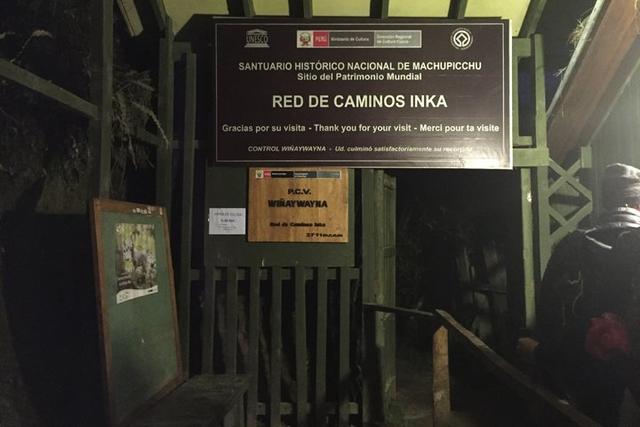 UNESCO
PERÚ Ministerio de Cultura Dirección Regional de Cultura Cusco
SANTUARIO HISTÓRICO NACIONAL DE MACHUPICCHU
Sitio del Patrimonio Mundial
RED DE CAMINOS INKA
Gracias por su visita - Thank you for your visit - Merci pour ta visite
CONTROL WIÑAYWAYNA - Ud. culminó satisfactoriamente su recorrido
P.C.V.
WIÑAYWAYNA
Red de Caminos Inka